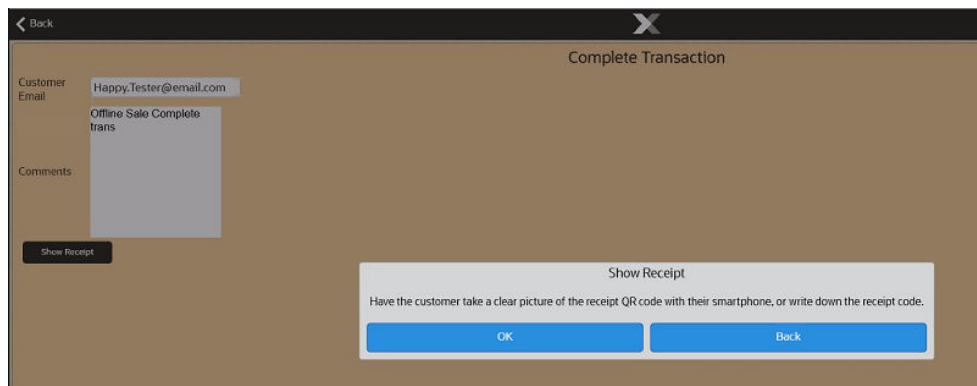 Back
Complete Transaction
Customer
Email
Happy.Tester@email.com
Offline Sale Complete
trans
Comments
Show Receipt
Show Receipt
Have the customer take a clear picture of the receipt QR code with their smartphone, or write down the receipt code.
OK
Back